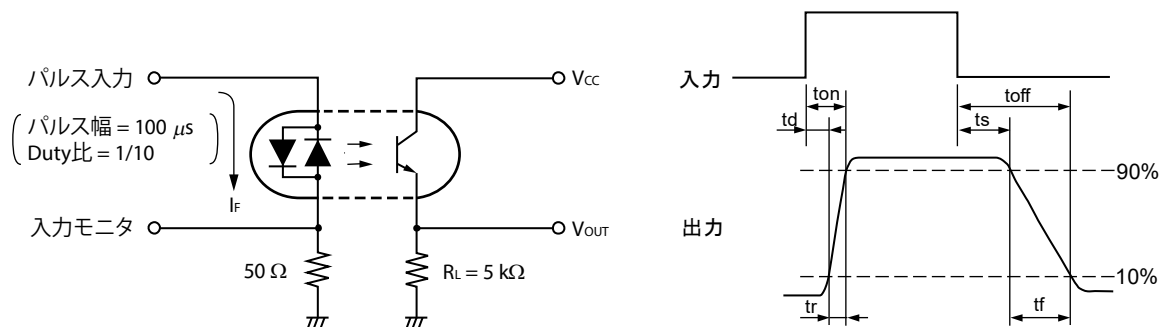 パルス入力
パルス幅 = 100 μs
Duty比 = 1/10
IF
入力モニタ
50 Ω
VCC
VOUT
RL = 5 kΩ
入力
ton
toff
td
ts
90%
出力
10%
tr
tf